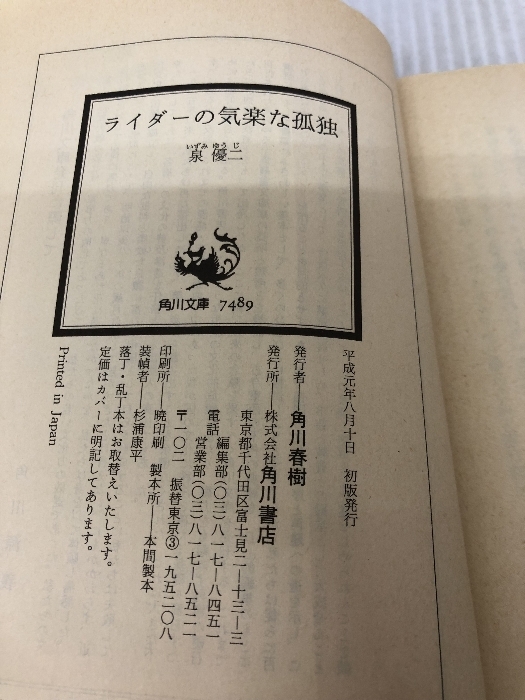 ライダーの気楽な孤独
いずみ ゆう じ
泉 優二
角川文庫 7489
平成元年八月十日 初版発行
発行者――角川春樹
発行所――株式会社角川書店
東京都千代田区富士見二―十三―三
電話 編集部(〇三)八一七―八四五一
営業部(〇三)八一七―八五二一
〒一〇二 振替東京③一九五二〇八
印刷所――暁印刷 製本所――本間製本
装幀者――杉浦康平
落丁・乱丁本はお取替えいたします。
定価はカバーに明記してあります。
Printed in Japan